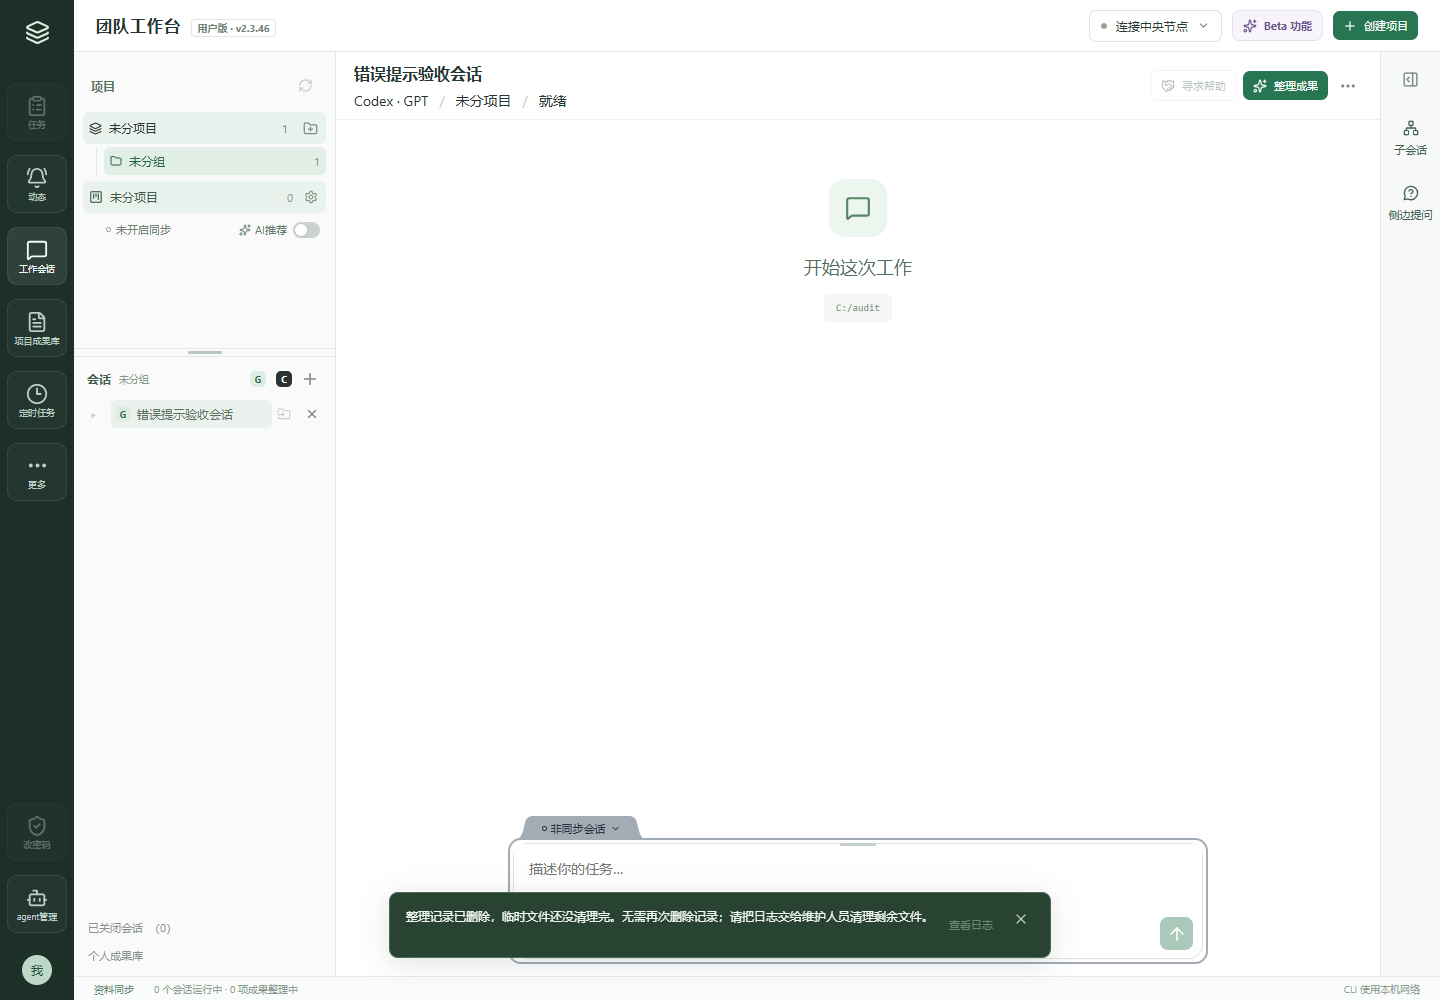 团队工作台
用户版 · v2.3.46
连接中央节点
Beta 功能
创建项目
任务
动态
工作会话
项目成果库
定时任务
更多
改密码
agent管理
我
项目
未分项目 1
未分组 1
未分项目 0
未开启同步 AI推荐
会话 未分组 G C
G 错误提示验收会话
已关闭会话 (0)
个人成果库
错误提示验收会话
Codex · GPT / 未分项目 / 就绪
寻求帮助
整理成果
开始这次工作
C:/audit
非同步会话
描述你的任务...
整理记录已删除，临时文件还没清理完。无需再次删除记录；请把日志交给维护人员清理剩余文件。
查看日志
子会话
侧边提问
资料同步 0 个会话运行中 · 0 项成果整理中
CLI 使用本机网络